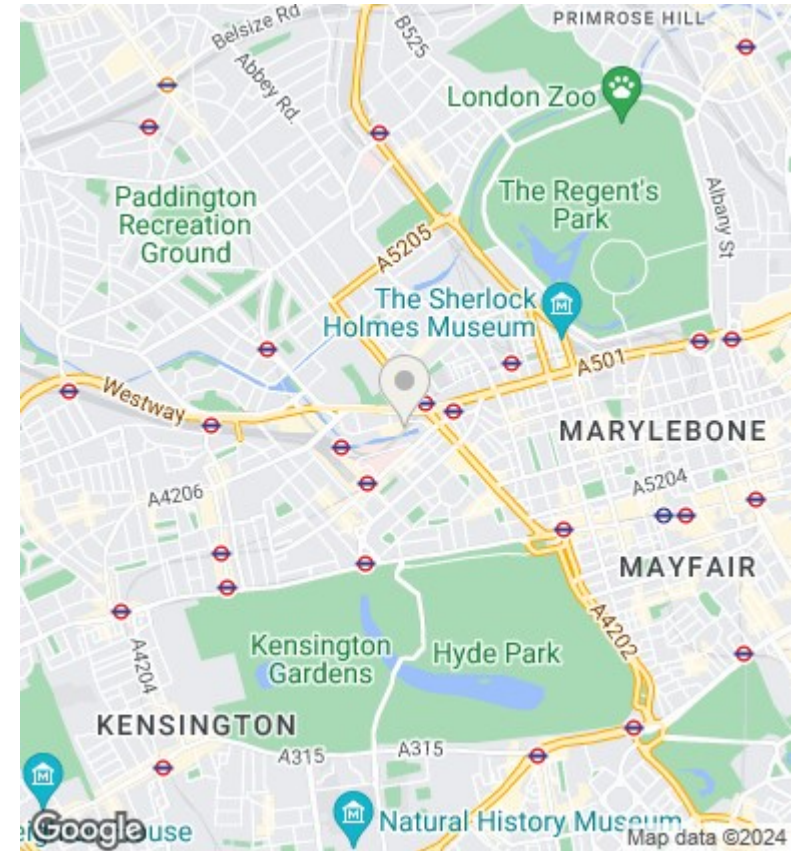 PRIMROSE HILL
Belsize Rd
B525
Abbey Rd.
London Zoo
Paddington
Recreation
Ground
The Regent's
Park
Albany St
A5205
The Sherlock
Holmes Museum
A501
Westway
MARYLEBONE
A4206
A5204
MAYFAIR
A4202
Kensington
Gardens
Hyde Park
A4204
KENSINGTON
A315
A315
Natural History Museum
Google
Map data ©2024